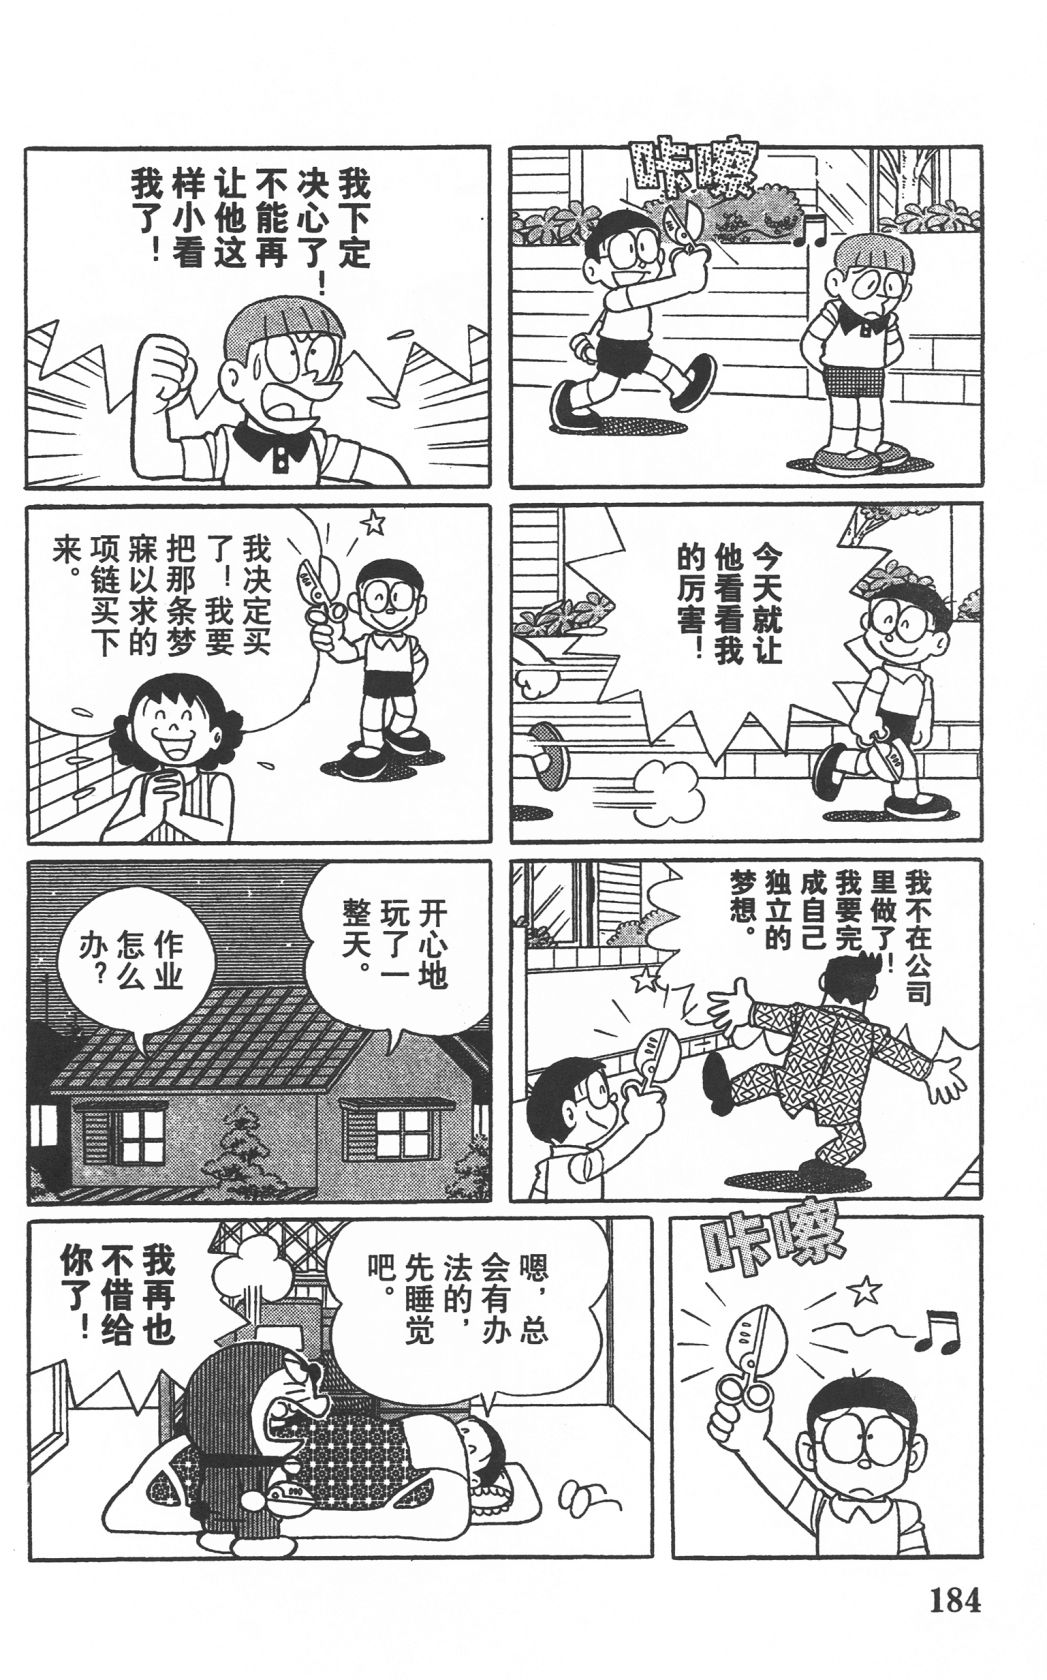 咔嚓
我下定
决心了！
不能再
让他这
样小看
我了！
今天就让
他看看我
的厉害！
我决定买
了！我要
把那条梦
寐以求的
项链买下
来。
我不在公司
里做了！
我要完
成自己
独立的
梦想。
开心地
玩了一
整天。
作业
怎么
办？
咔嚓
嗯，总
会有办
法的，
先睡觉
吧。
我再也
不借给
你了！
184